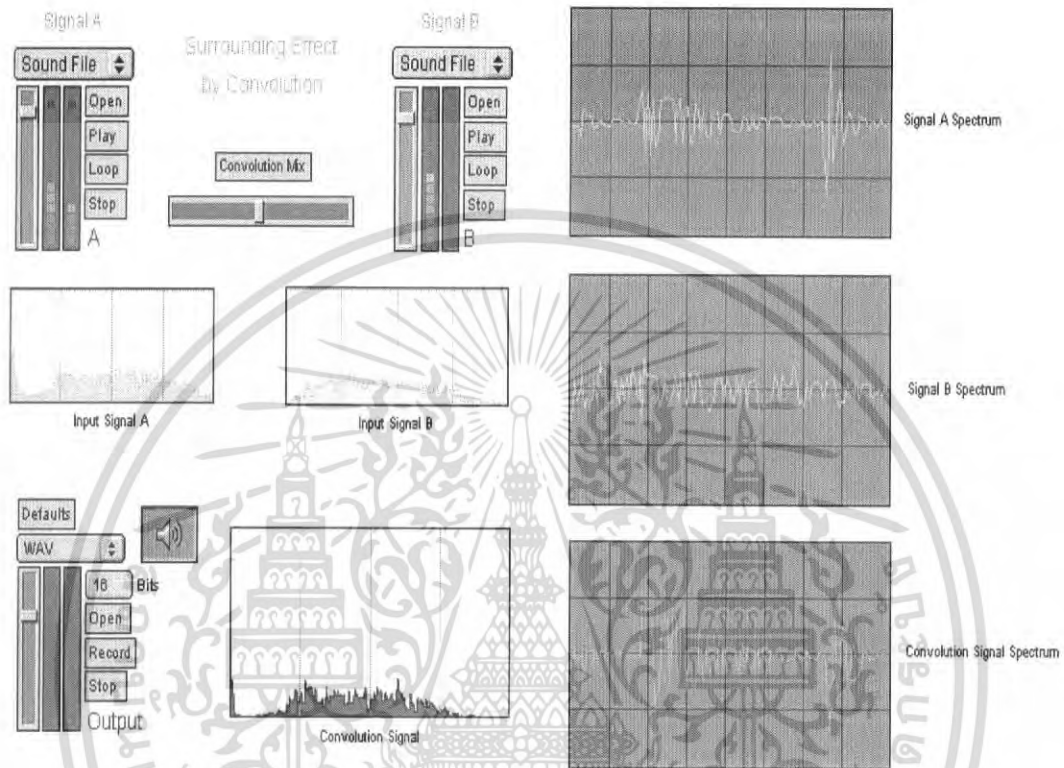 Signal A
Sound File
Open
Play
Loop
Stop
A
Surrounding Effect
by Convolution
Convolution Mix
Signal B
Sound File
Open
Play
Loop
Stop
B
Signal A Spectrum
Input Signal A
Input Signal B
Signal B Spectrum
Defaults
WAV
16 Bits
Open
Record
Stop
Output
Convolution Signal
Convolution Signal Spectrum